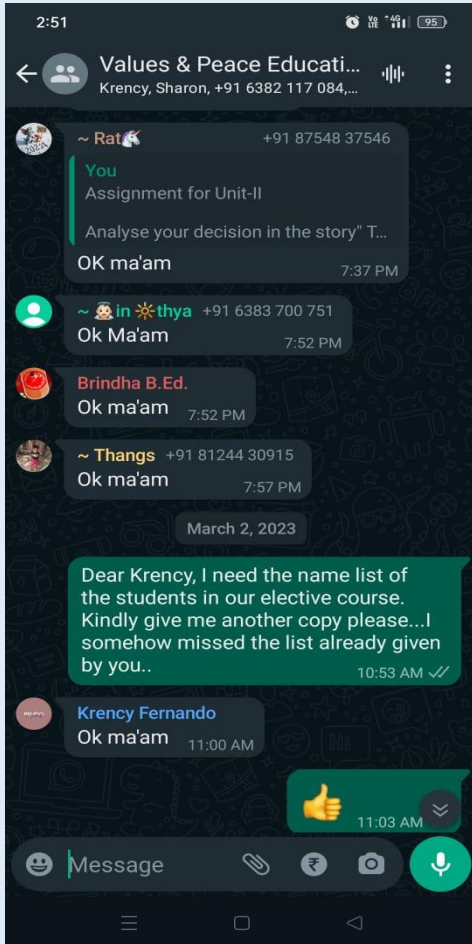 2:51 Vo LTE 4G 95
Values & Peace Educati...
Krency, Sharon, +91 6382 117 084,...
~ Rat🦄 +91 87548 37546
You
Assignment for Unit-II
Analyse your decision in the story" T...
OK ma'am
7:37 PM
~ 👼in☀️thya +91 6383 700 751
Ok Ma'am
7:52 PM
Brindha B.Ed.
Ok ma'am 7:52 PM
~ Thangs +91 81244 30915
Ok ma'am
7:57 PM
March 2, 2023
Dear Krency, I need the name list of
the students in our elective course.
Kindly give me another copy please...I
somehow missed the list already given
by you..
10:53 AM
Krency Fernando
Ok ma'am 11:00 AM
👍
11:03 AM
Message ₹